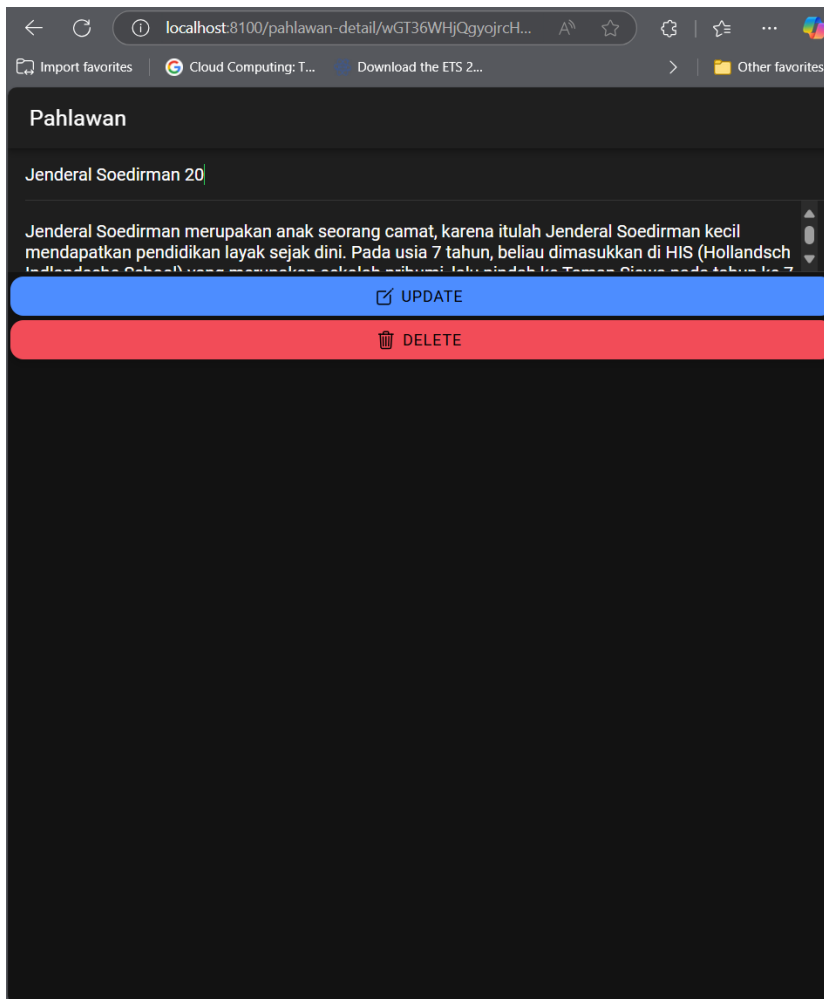 localhost:8100/pahlawan-detail/wGT36WHjQgyojrcH...
Import favorites
Cloud Computing: T...
Download the ETS 2...
Other favorites
Pahlawan
Jenderal Soedirman 20
Jenderal Soedirman merupakan anak seorang camat, karena itulah Jenderal Soedirman kecil
mendapatkan pendidikan layak sejak dini. Pada usia 7 tahun, beliau dimasukkan di HIS (Hollandsch
UPDATE
DELETE